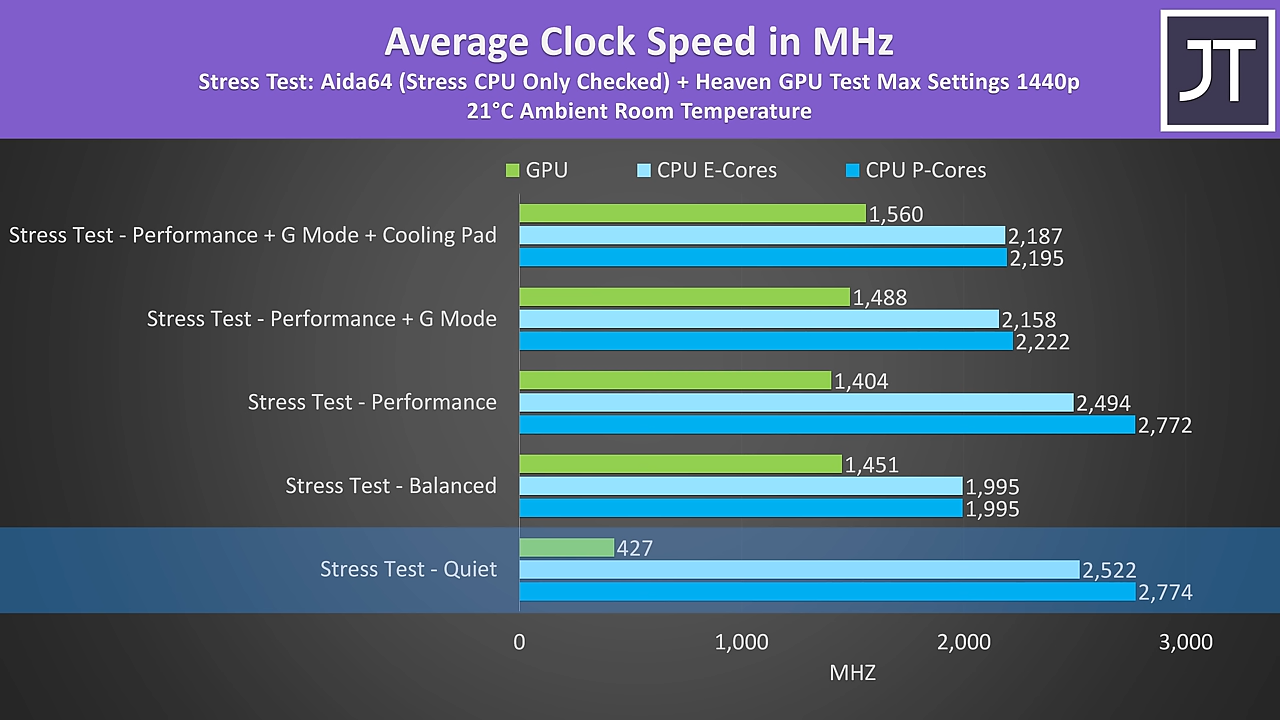 Average Clock Speed in MHz
Stress Test: Aida64 (Stress CPU Only Checked) + Heaven GPU Test Max Settings 1440p
21°C Ambient Room Temperature
JT
GPU CPU E-Cores CPU P-Cores
1,560
Stress Test - Performance + G Mode + Cooling Pad 2,187
2,195
1,488
Stress Test - Performance + G Mode 2,158
2,222
1,404
Stress Test - Performance 2,494
2,772
1,451
Stress Test - Balanced 1,995
1,995
427
Stress Test - Quiet 2,522
2,774
0 1,000 2,000 3,000
MHZ